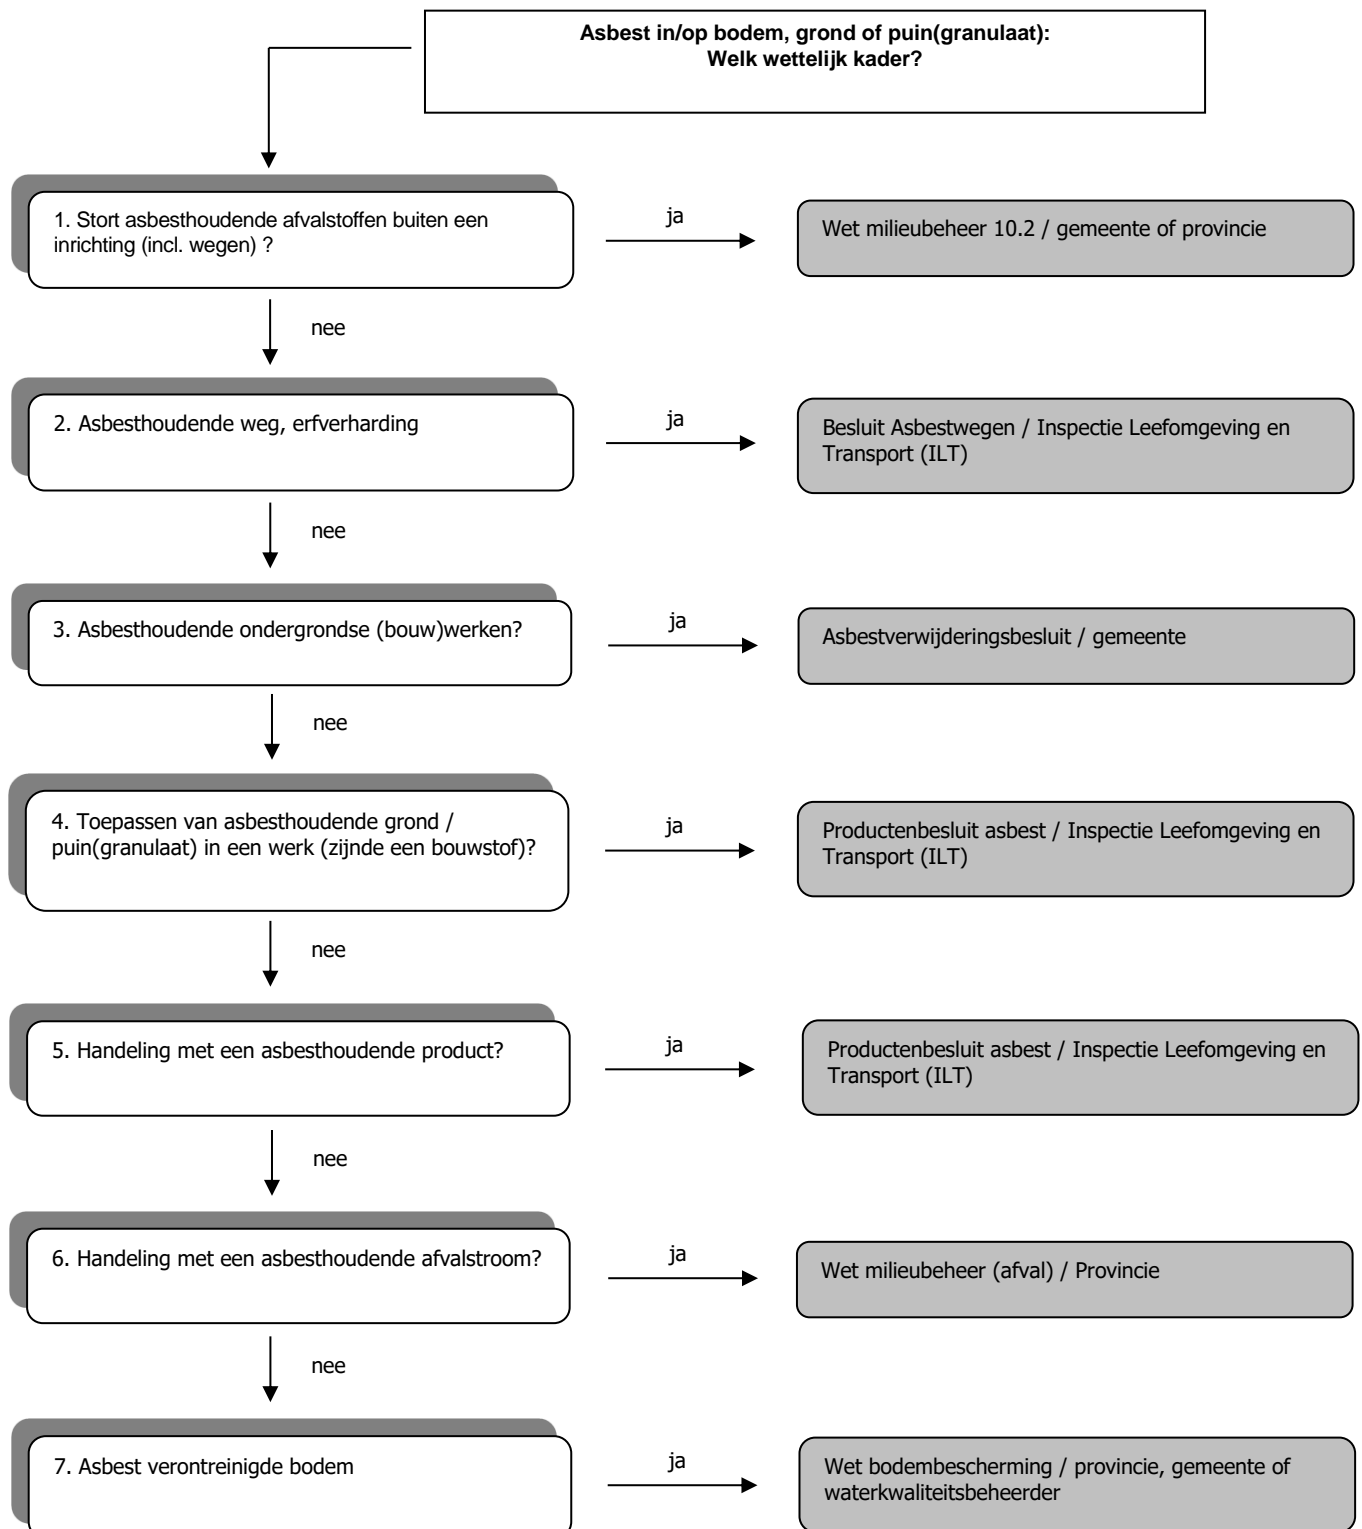 Asbest in/op bodem, grond of puin(granulaat):
Welk wettelijk kader?
1. Stort asbesthoudende afvalstoffen buiten een
inrichting (incl. wegen) ?
ja
Wet milieubeheer 10.2 / gemeente of provincie
nee
2. Asbesthoudende weg, erfverharding
ja
Besluit Asbestwegen / Inspectie Leefomgeving en
Transport (ILT)
nee
3. Asbesthoudende ondergrondse (bouw)werken?
ja
Asbestverwijderingsbesluit / gemeente
nee
4. Toepassen van asbesthoudende grond /
puin(granulaat) in een werk (zijnde een bouwstof)?
ja
Productenbesluit asbest / Inspectie Leefomgeving en
Transport (ILT)
nee
5. Handeling met een asbesthoudende product?
ja
Productenbesluit asbest / Inspectie Leefomgeving en
Transport (ILT)
nee
6. Handeling met een asbesthoudende afvalstroom?
ja
Wet milieubeheer (afval) / Provincie
nee
7. Asbest verontreinigde bodem
ja
Wet bodembescherming / provincie, gemeente of
waterkwaliteitsbeheerder